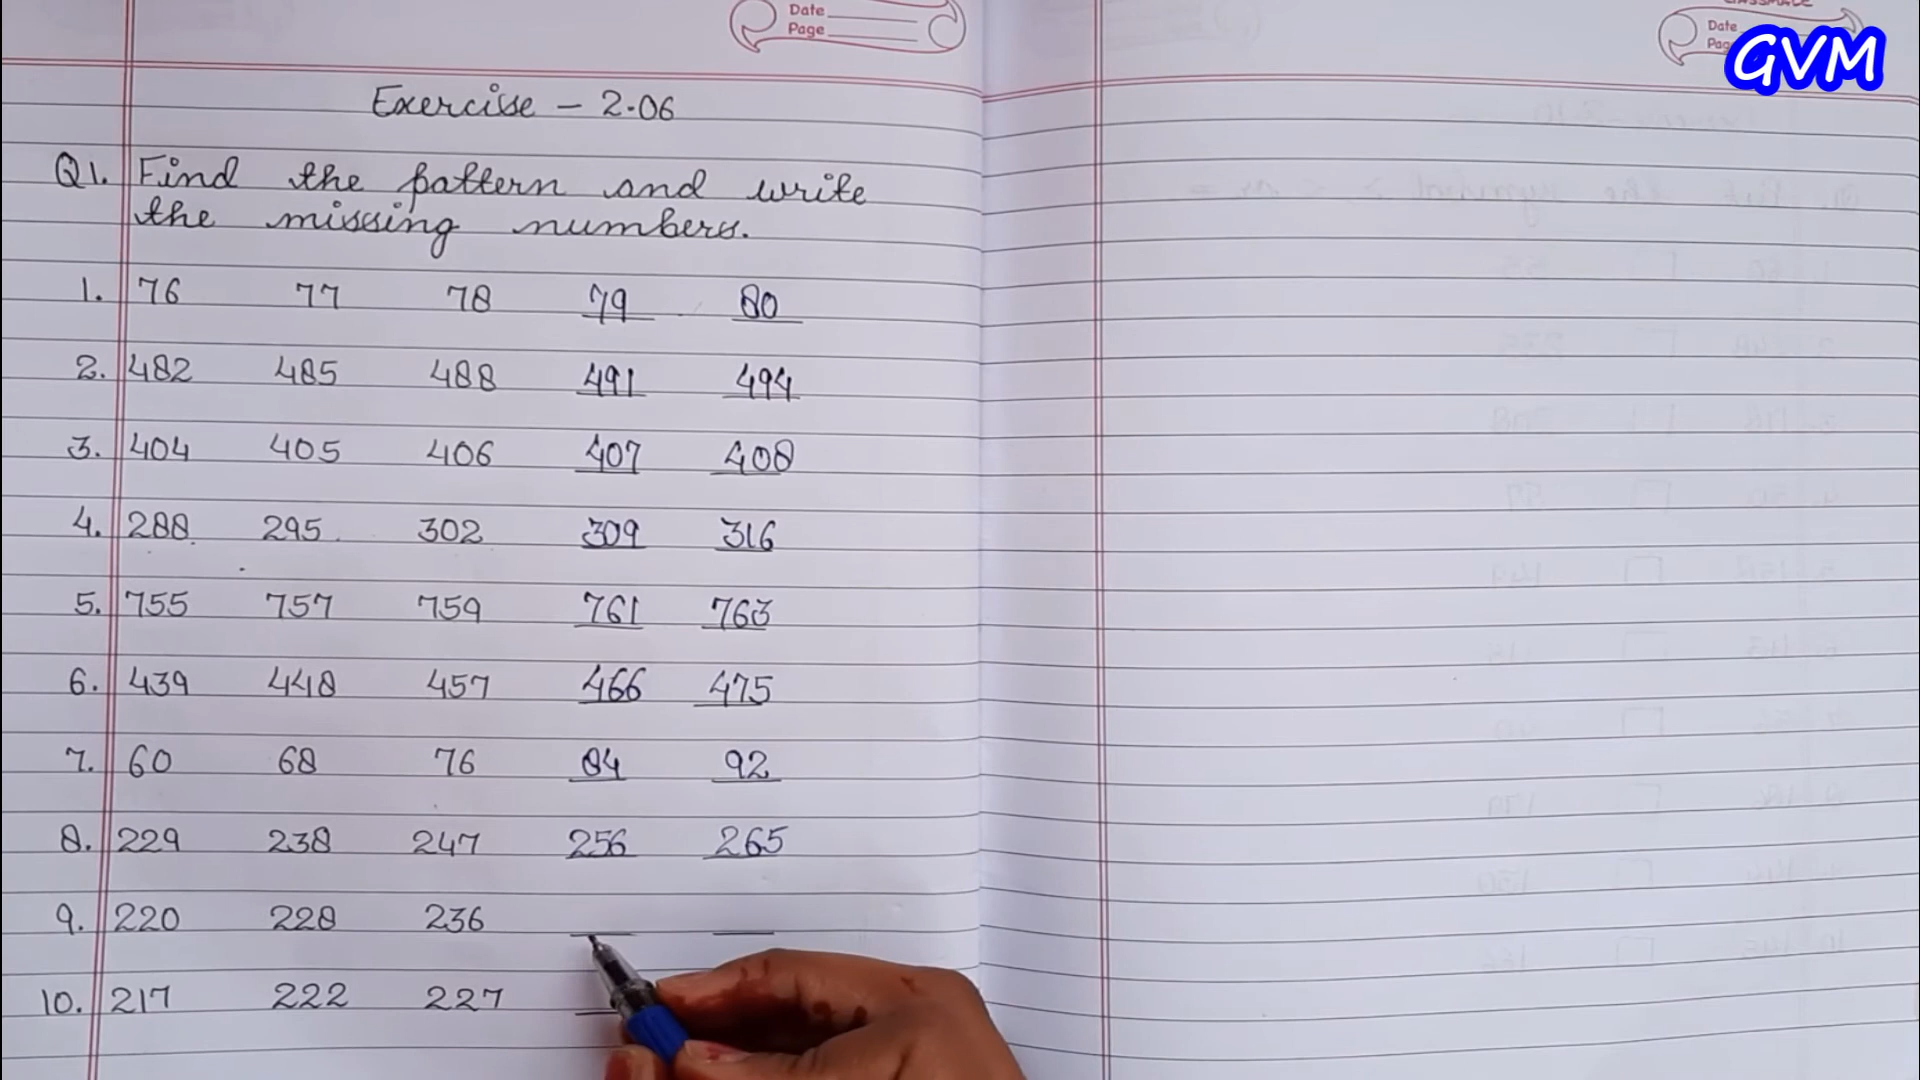 Date
Page
Date
Page
GVM
Exercise - 2.06
Q1. Find the pattern and write
the missing numbers.
1. 76 77 78 79 80
2. 482 485 488 491 494
3. 404 405 406 407 408
4. 288 295 302 309 316
5. 755 757 759 761 763
6. 439 448 457 466 475
7. 60 68 76 84 92
8. 229 238 247 256 265
9. 220 228 236
10. 217 222 227